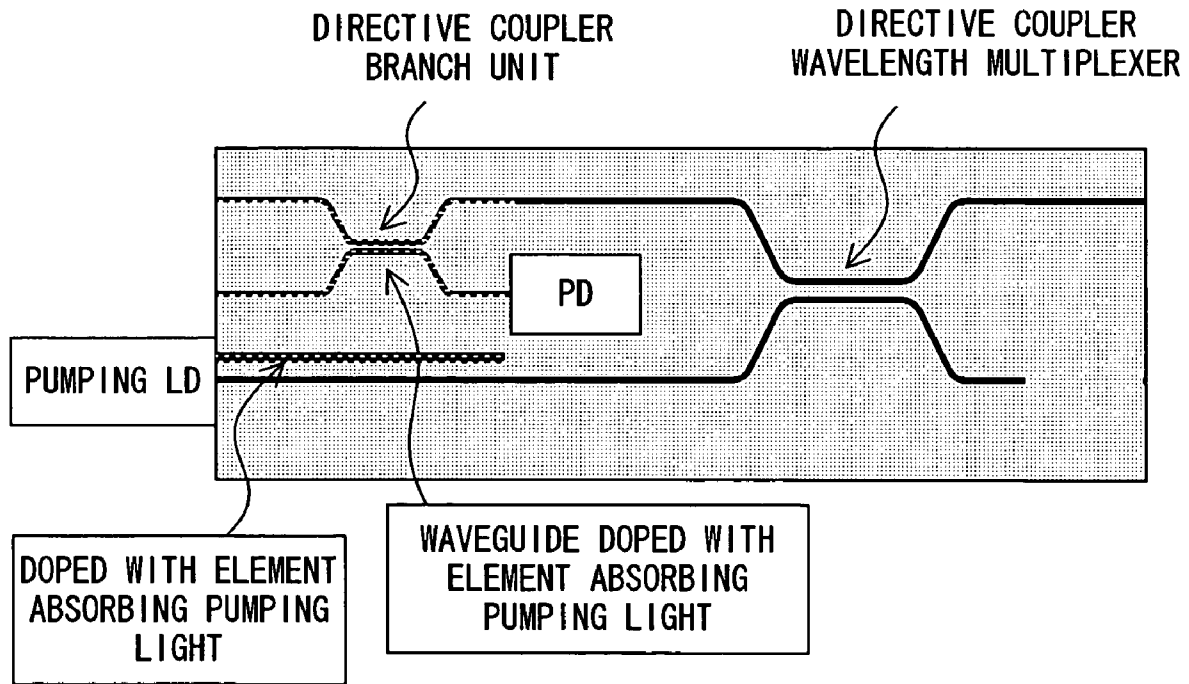 DIRECTIVE COUPLER
BRANCH UNIT
DIRECTIVE COUPLER
WAVELENGTH MULTIPLEXER
PD
PUMPING LD
DOPED WITH ELEMENT
ABSORBING PUMPING
LIGHT
WAVEGUIDE DOPED WITH
ELEMENT ABSORBING
PUMPING LIGHT